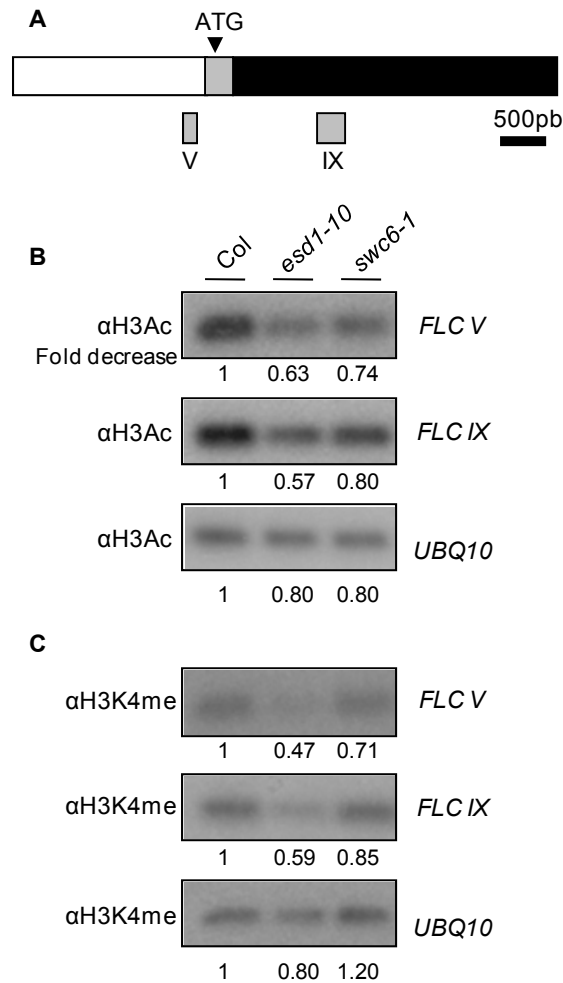 A
ATG
500pb
V IX
B
Col esd1-10 swc6-1
αH3Ac FLC V
Fold decrease
1 0.63 0.74
αH3Ac FLC IX
1 0.57 0.80
αH3Ac UBQ10
1 0.80 0.80
C
αH3K4me FLC V
1 0.47 0.71
αH3K4me FLC IX
1 0.59 0.85
αH3K4me UBQ10
1 0.80 1.20